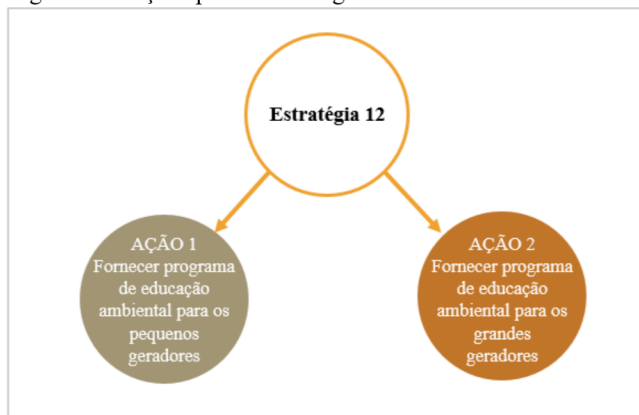 Estratégia 12
AÇÃO 1
Fornecer programa
de educação
ambiental para os
pequenos
geradores
AÇÃO 2
Fornecer programa
de educação
ambiental para os
grandes
geradores